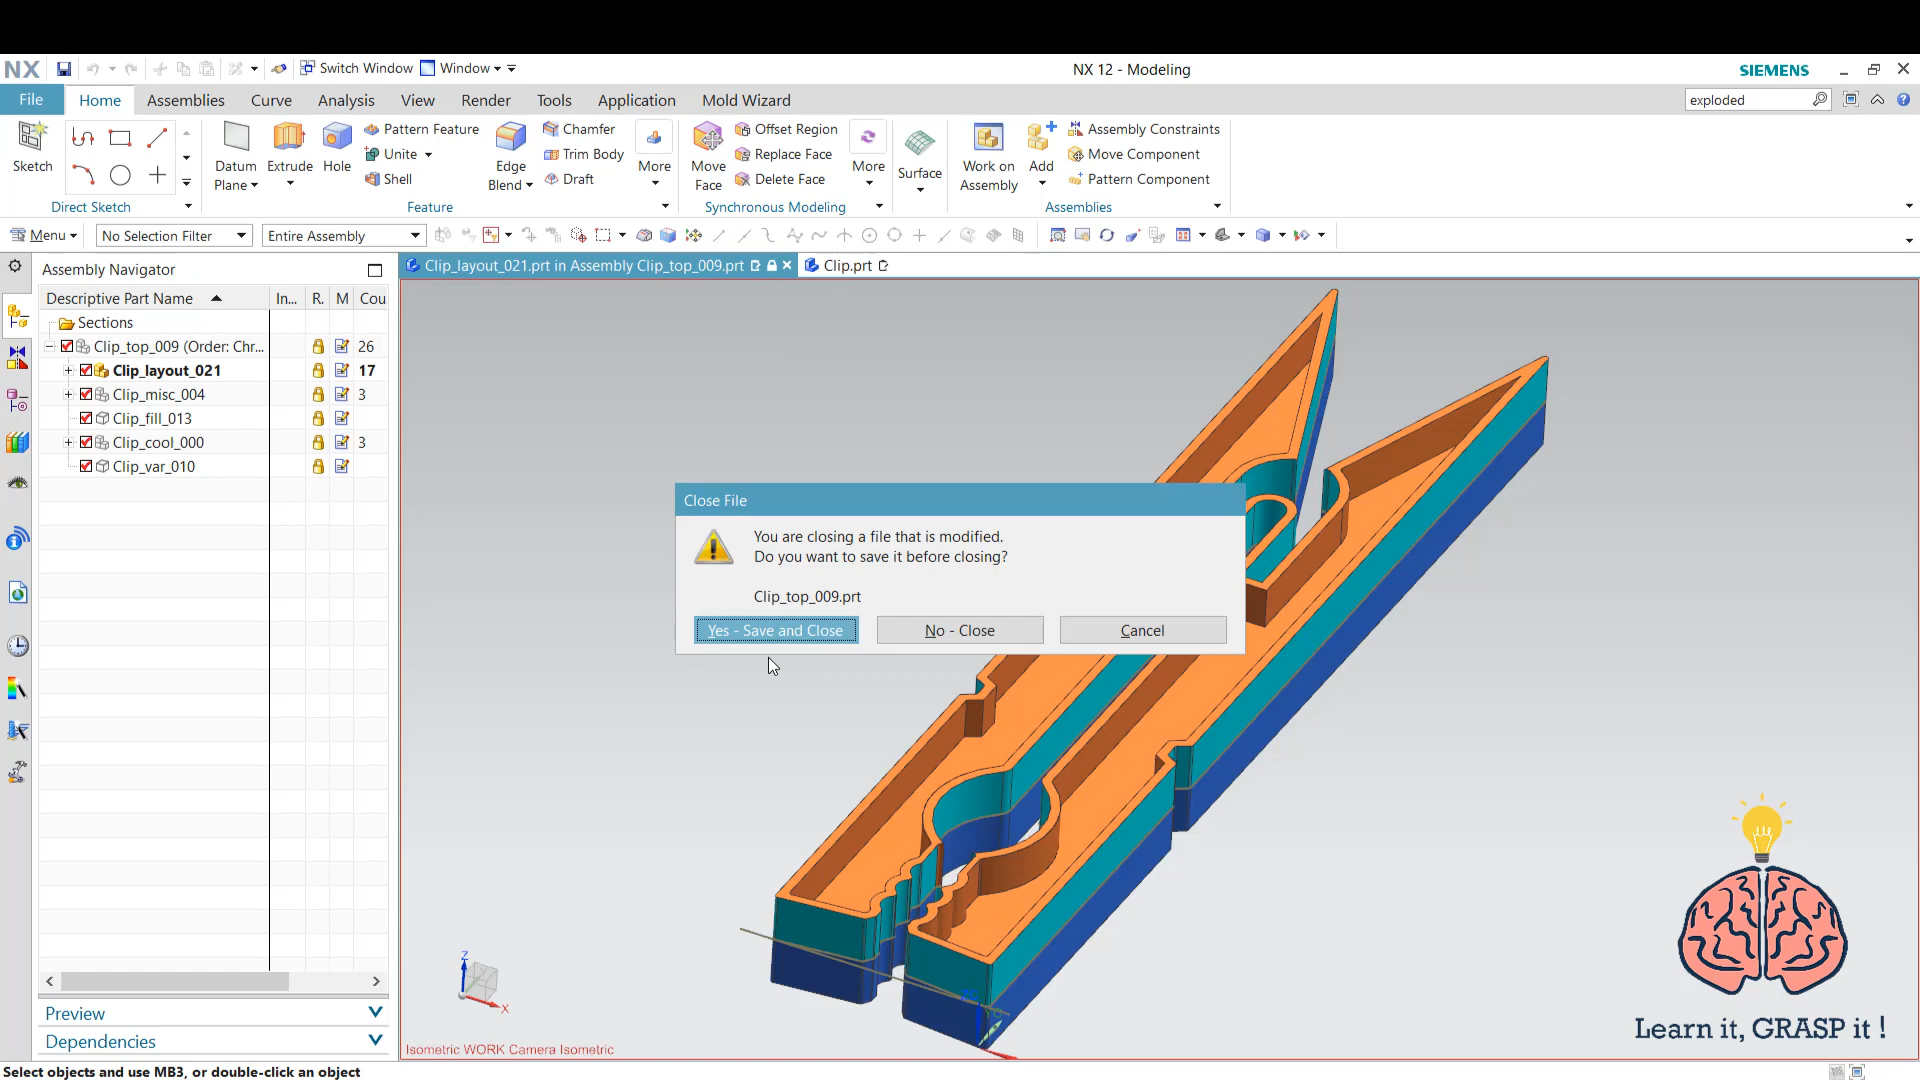 NX Switch Window Window NX 12 - Modeling SIEMENS
File Home Assemblies Curve Analysis View Render Tools Application Mold Wizard exploded
Sketch
Direct Sketch
Datum Plane
Extrude
Hole
Pattern Feature
Unite
Shell
Edge Blend
Chamfer
Trim Body
Draft
More
Feature
Move Face
Offset Region
Replace Face
Delete Face
More
Synchronous Modeling
Surface
Work on Assembly
Add
Assembly Constraints
Move Component
Pattern Component
Assemblies
Menu No Selection Filter Entire Assembly
Assembly Navigator
Clip_layout_021.prt in Assembly Clip_top_009.prt Clip.prt
Descriptive Part Name In... R. M Cou
Sections
Clip_top_009 (Order: Chr... 26
Clip_layout_021 17
Clip_misc_004 3
Clip_fill_013
Clip_cool_000 3
Clip_var_010
Close File
You are closing a file that is modified.
Do you want to save it before closing?
Clip_top_009.prt
Yes - Save and Close No - Close Cancel
Z
X
Preview
Dependencies
Isometric WORK Camera Isometric
Learn it, GRASP it !
Select objects and use MB3, or double-click an object